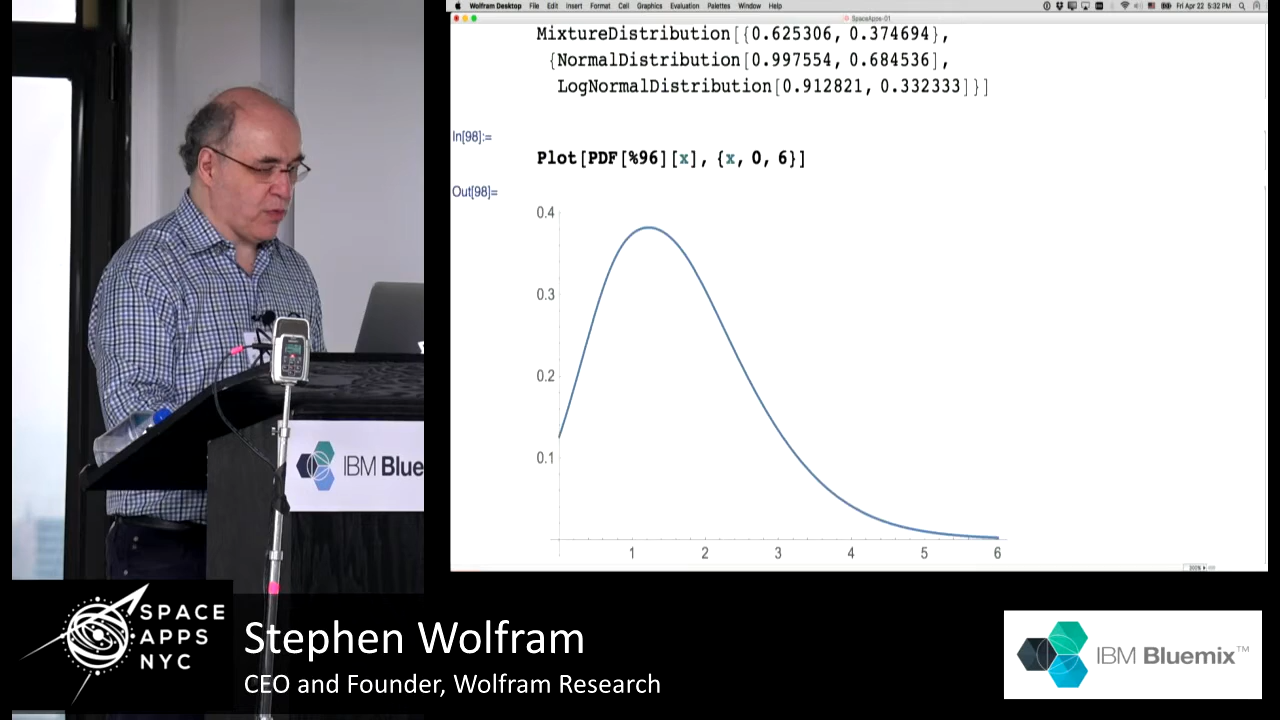 Wolfram Desktop File Edit Insert Format Cell Graphics Evaluation Palettes Window Help Fri Apr 22 5:32 PM
SpaceApps-01
MixtureDistribution[{0.625306, 0.374694},
{NormalDistribution[0.997554, 0.684536],
LogNormalDistribution[0.912821, 0.332333]}]
In[98]:=
Plot[PDF[%96][x], {x, 0, 6}]
Out[98]=
0.4
0.3
0.2
0.1
1 2 3 4 5 6
IBM Blue
SPACE
APPS
NYC
Stephen Wolfram
CEO and Founder, Wolfram Research
IBM Bluemix™